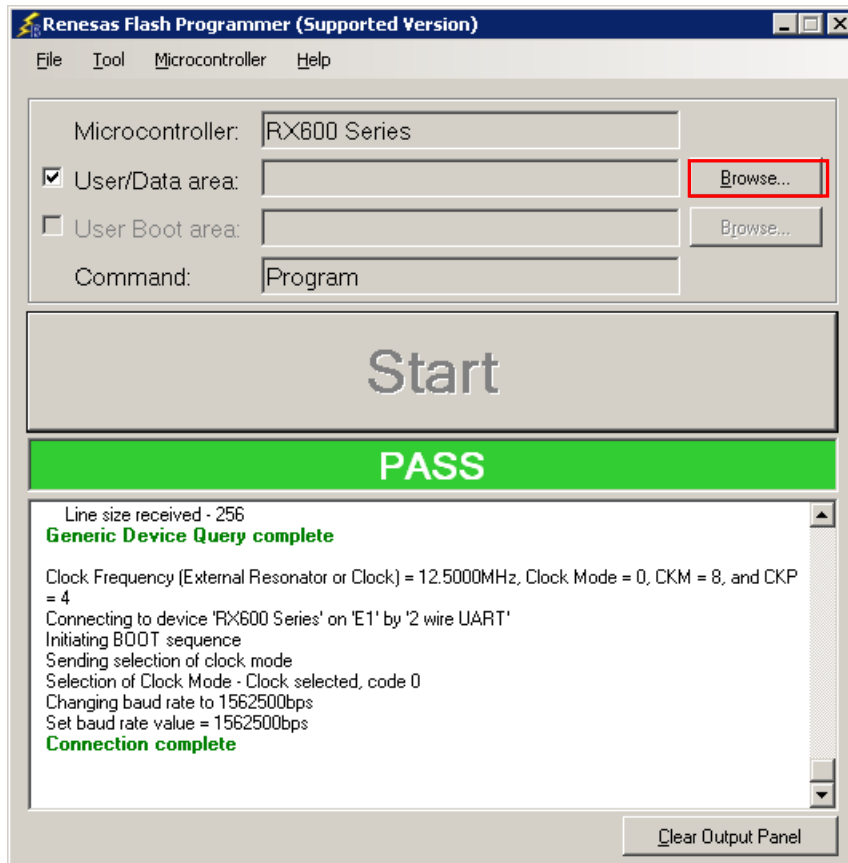 Renesas Flash Programmer (Supported Version)
File Tool Microcontroller Help
Microcontroller: RX600 Series
User/Data area: Browse...
User Boot area: Browse...
Command: Program
Start
PASS
Line size received - 256
Generic Device Query complete
Clock Frequency (External Resonator or Clock) = 12.5000MHz, Clock Mode = 0, CKM = 8, and CKP
= 4
Connecting to device 'RX600 Series' on 'E1' by '2 wire UART'
Initiating BOOT sequence
Sending selection of clock mode
Selection of Clock Mode - Clock selected, code 0
Changing baud rate to 1562500bps
Set baud rate value = 1562500bps
Connection complete
Clear Output Panel